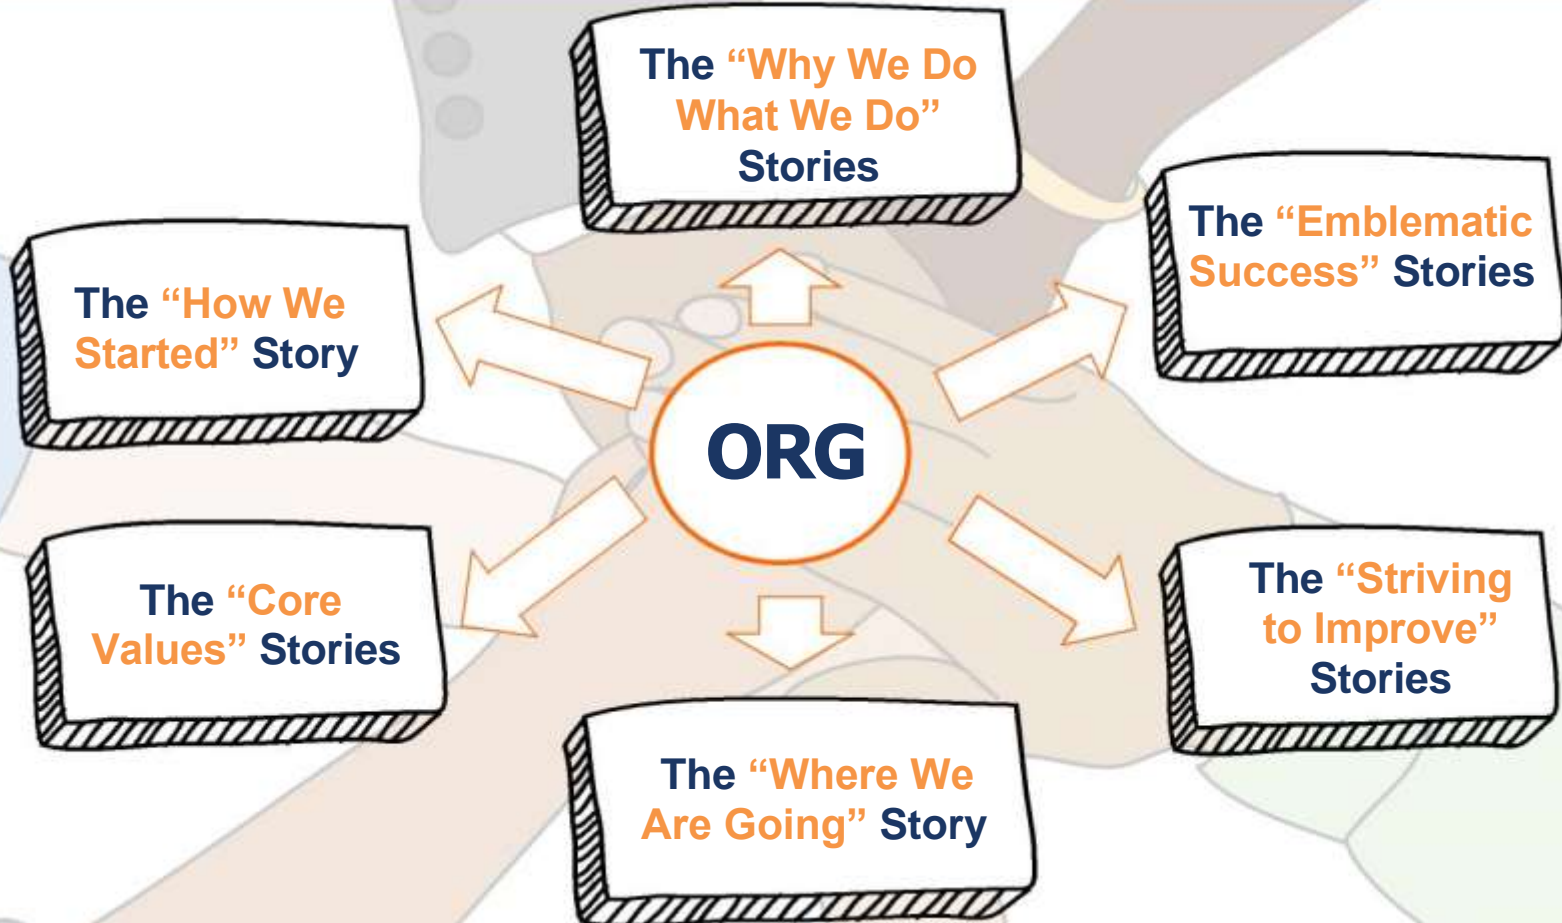 The “Why We Do
What We Do”
Stories
The “Emblematic
Success” Stories
The “How We
Started” Story
ORG
The “Core
Values” Stories
The “Striving
to Improve”
Stories
The “Where We
Are Going” Story